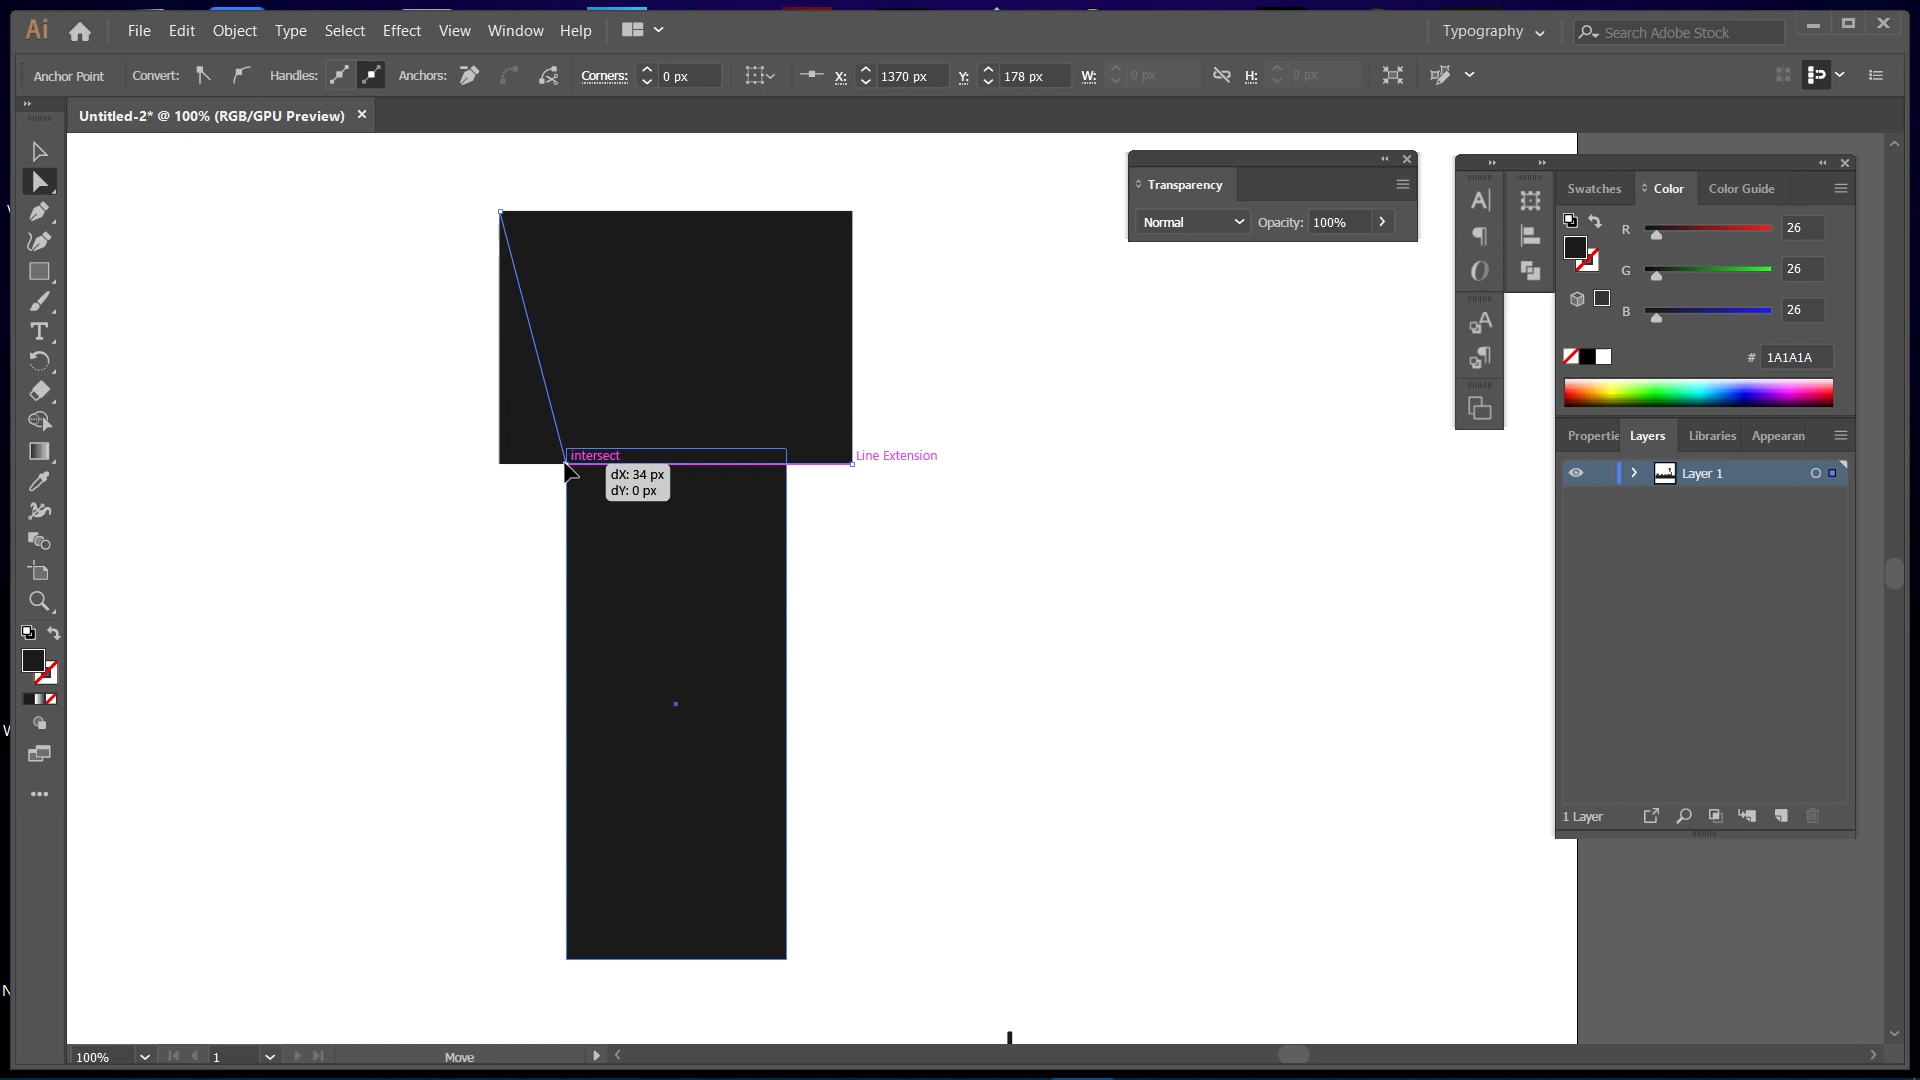 Ai File Edit Object Type Select Effect View Window Help Typography Search Adobe Stock
Anchor Point Convert: Handles: Anchors: Corners: 0 px X: 1370 px Y: 178 px W: 0 px H: 0 px
Untitled-2* @ 100% (RGB/GPU Preview)
Transparency
Normal Opacity: 100%
Swatches Color Color Guide
R 26
G 26
B 26
# 1A1A1A
intersect
Line Extension
dX: 34 px
dY: 0 px
Propertie Layers Libraries Appearan
Layer 1
1 Layer
100% 1 Move